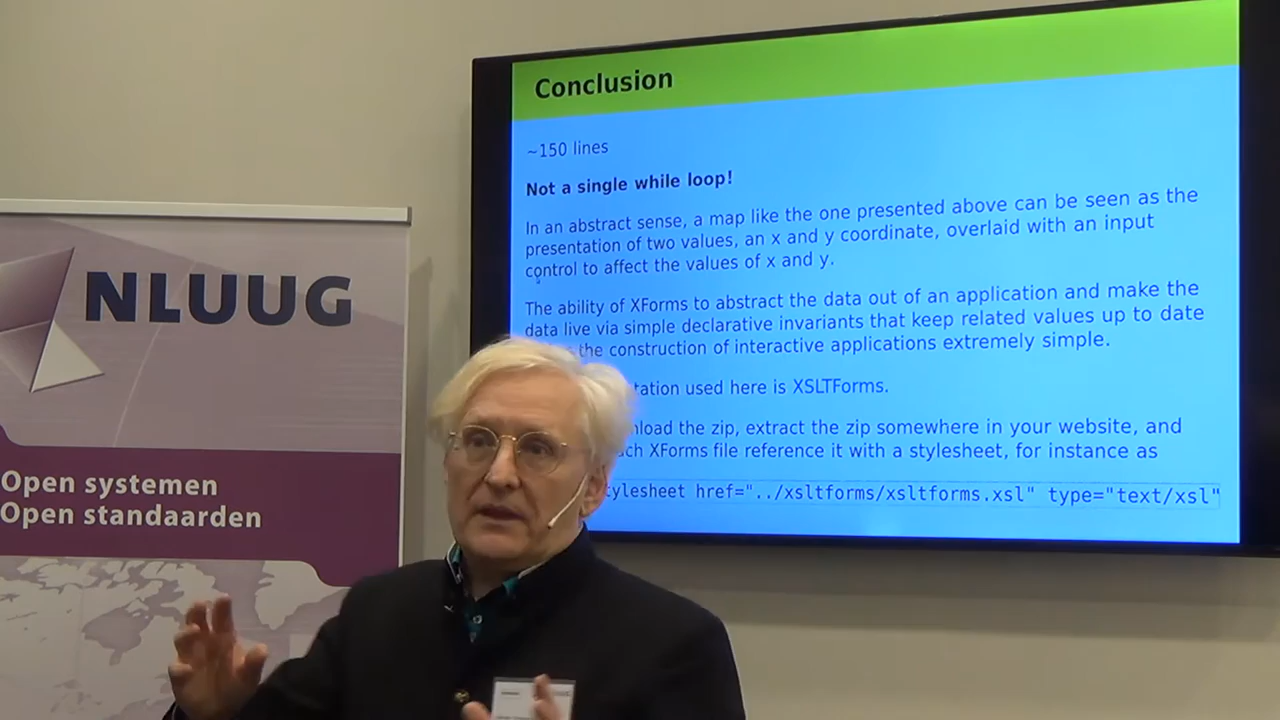 Conclusion
~150 lines
Not a single while loop!
In an abstract sense, a map like the one presented above can be seen as the
presentation of two values, an x and y coordinate, overlaid with an input
control to affect the values of x and y.
The ability of XForms to abstract the data out of an application and make the
data live via simple declarative invariants that keep related values up to date
the construction of interactive applications extremely simple.
used here is XSLTForms.
the zip, extract the zip somewhere in your website, and
XForms file reference it with a stylesheet, for instance as
href="../xsltforms/xsltforms.xsl" type="text/xsl"
NLUUG
Open systemen
Open standaarden